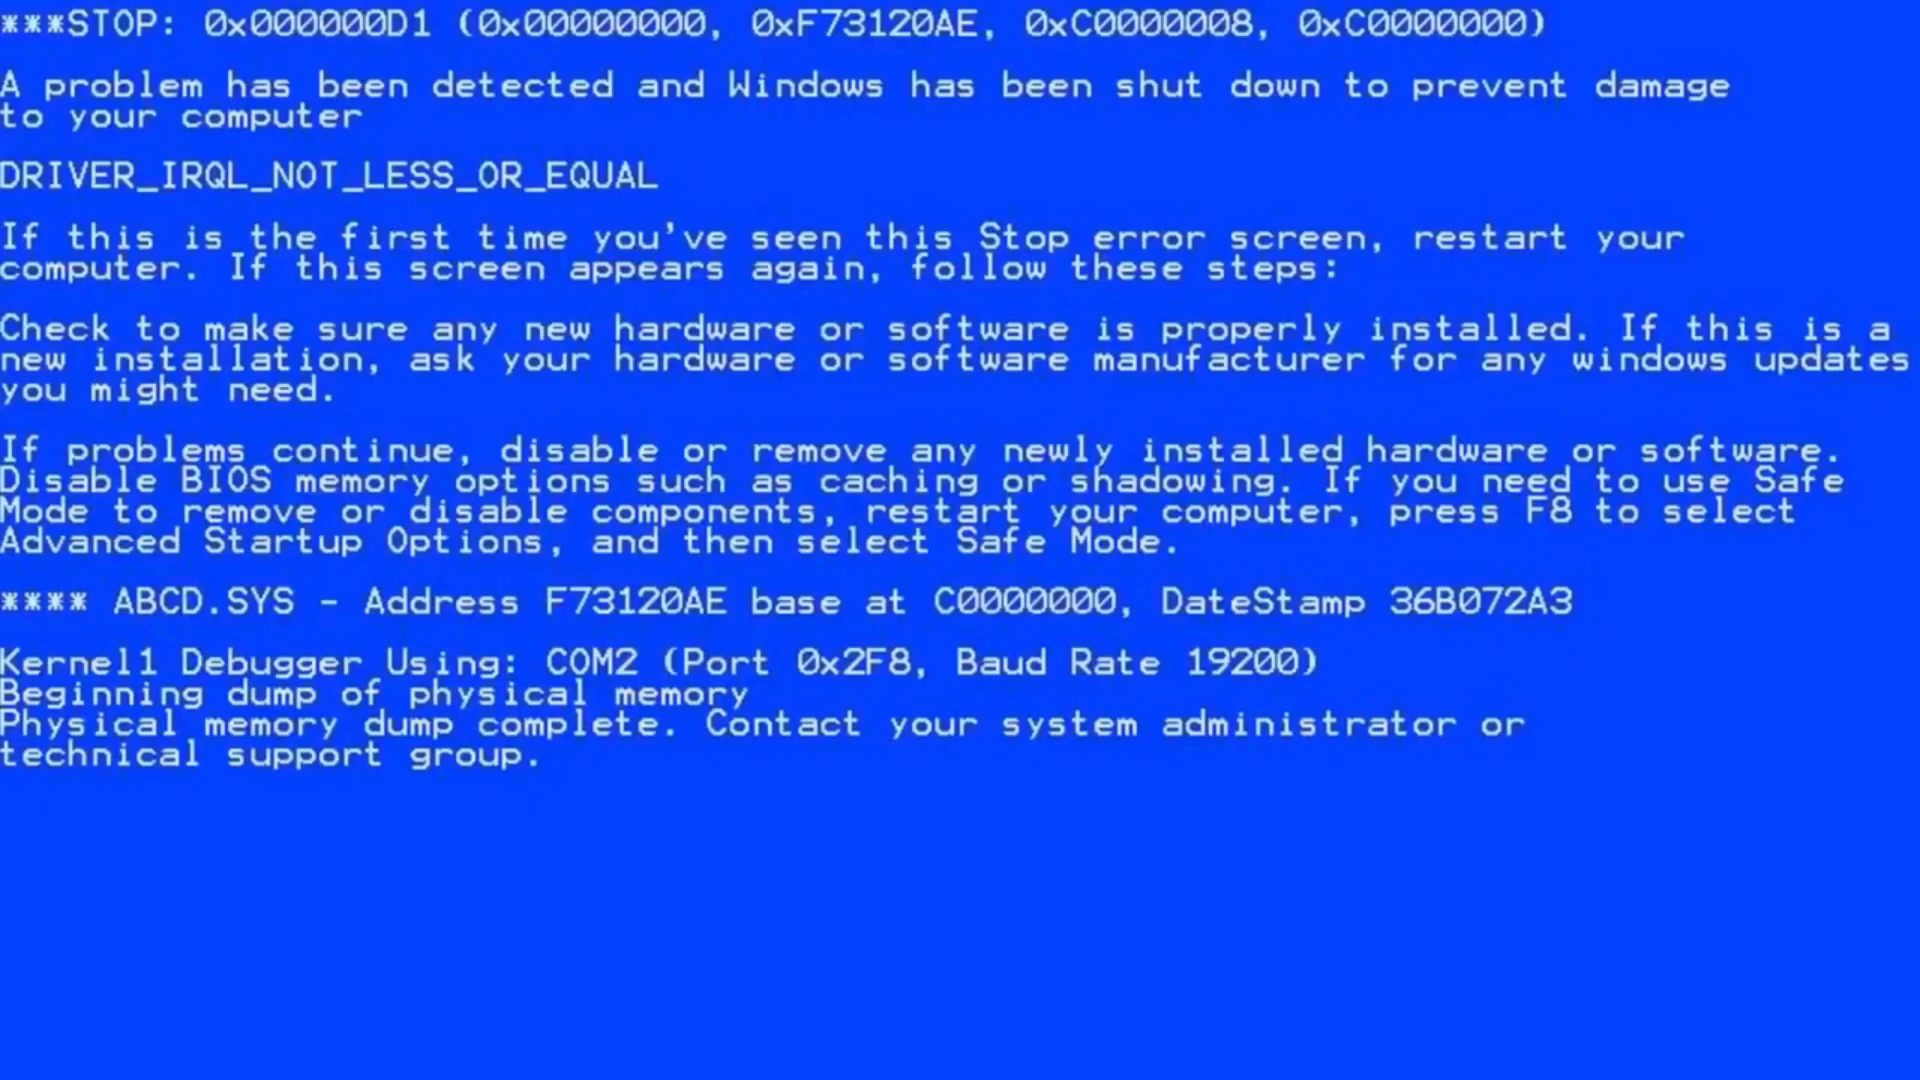 ***STOP: 0x000000D1 (0x00000000, 0xF73120AE, 0xC0000008, 0xC0000000)
A problem has been detected and Windows has been shut down to prevent damage
to your computer
DRIVER_IRQL_NOT_LESS_OR_EQUAL
If this is the first time you've seen this Stop error screen, restart your
computer. If this screen appears again, follow these steps:
Check to make sure any new hardware or software is properly installed. If this is a
new installation, ask your hardware or software manufacturer for any windows updates
you might need.
If problems continue, disable or remove any newly installed hardware or software.
Disable BIOS memory options such as caching or shadowing. If you need to use Safe
Mode to remove or disable components, restart your computer, press F8 to select
Advanced Startup Options, and then select Safe Mode.
**** ABCD.SYS - Address F73120AE base at C0000000, DateStamp 36B072A3
Kernel1 Debugger Using: COM2 (Port 0x2F8, Baud Rate 19200)
Beginning dump of physical memory
Physical memory dump complete. Contact your system administrator or
technical support group.